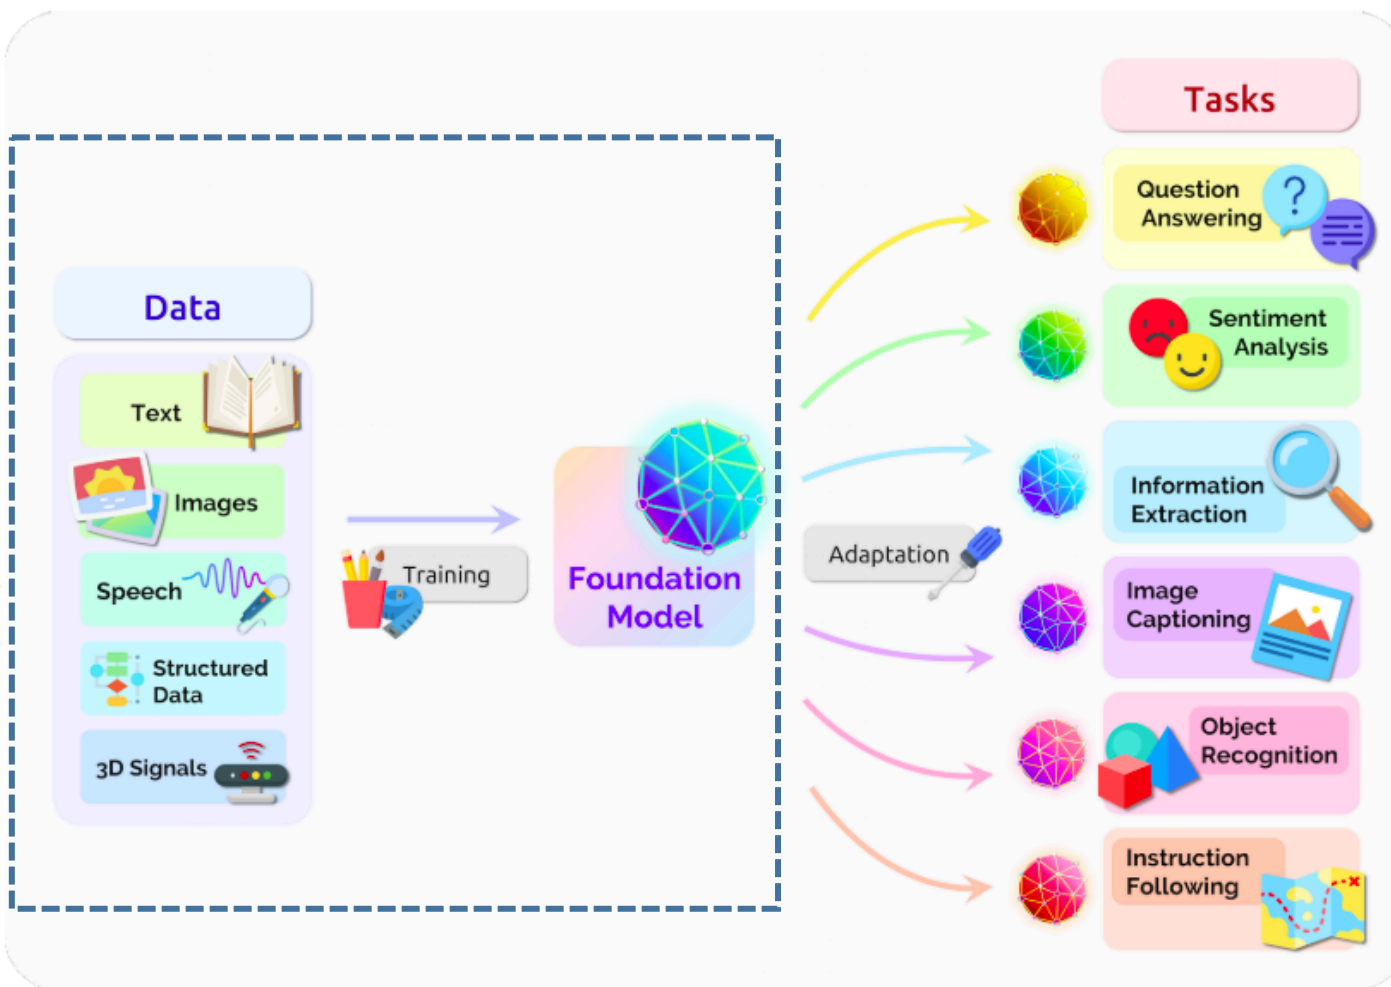 Data
Text
Images
Speech
Structured
Data
3D Signals
Training
Foundation
Model
Adaptation
Tasks
Question
Answering
?
Sentiment
Analysis
Information
Extraction
Image
Captioning
Object
Recognition
Instruction
Following